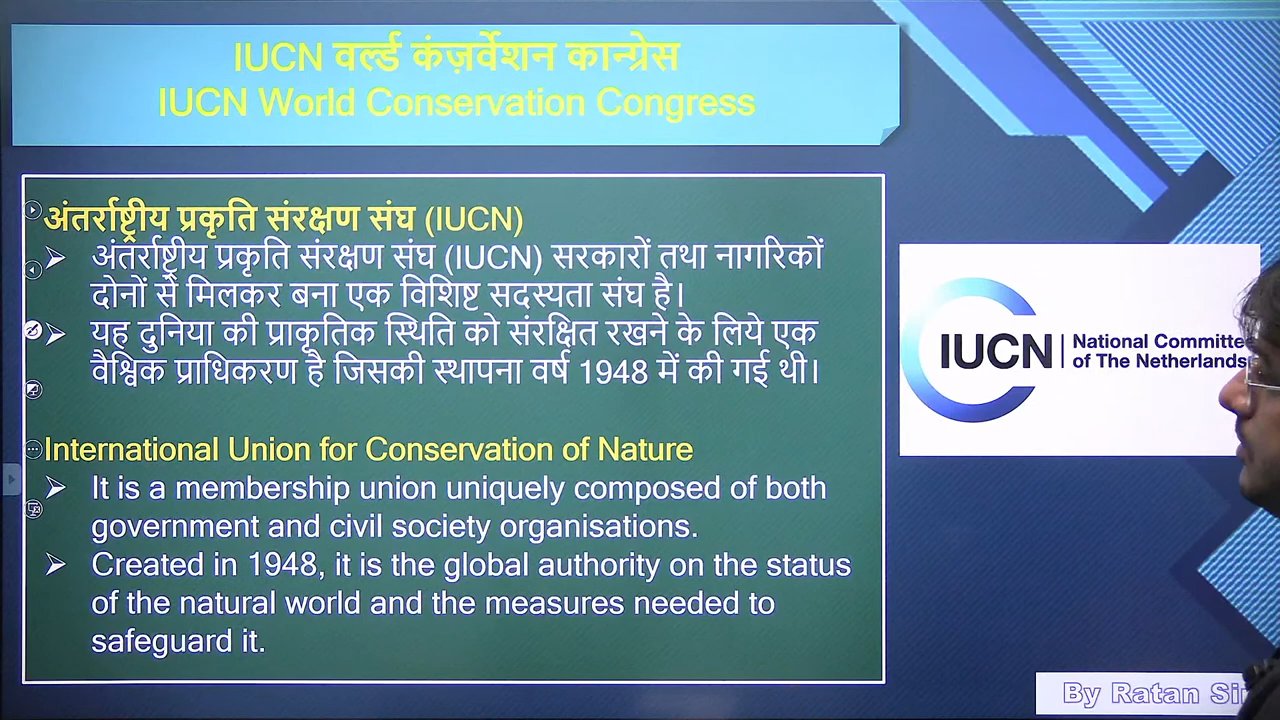 IUCN वर्ल्ड कंज़र्वेशन कान्ग्रेस
IUCN World Conservation Congress
अंतर्राष्ट्रीय प्रकृति संरक्षण संघ (IUCN)
➢ अंतर्राष्ट्रीय प्रकृति संरक्षण संघ (IUCN) सरकारों तथा नागरिकों
दोनों से मिलकर बना एक विशिष्ट सदस्यता संघ है।
➢ यह दुनिया की प्राकृतिक स्थिति को संरक्षित रखने के लिये एक
वैश्विक प्राधिकरण है जिसकी स्थापना वर्ष 1948 में की गई थी।
International Union for Conservation of Nature
➢ It is a membership union uniquely composed of both
government and civil society organisations.
➢ Created in 1948, it is the global authority on the status
of the natural world and the measures needed to
safeguard it.
IUCN
National Committee
of The Netherlands
By Ratan